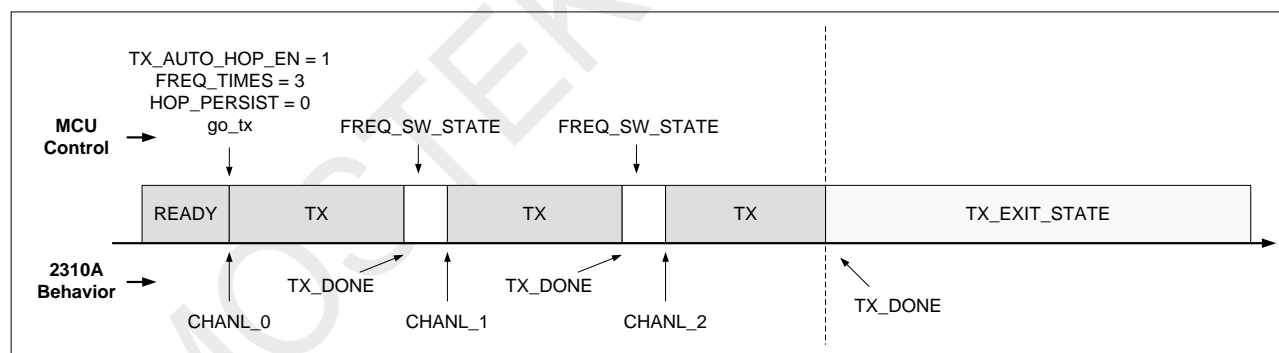 TX_AUTO_HOP_EN = 1
FREQ_TIMES = 3
HOP_PERSIST = 0
go_tx
MCU
Control
FREQ_SW_STATE
FREQ_SW_STATE
READY
TX
TX
TX
TX_EXIT_STATE
2310A
Behavior
TX_DONE
TX_DONE
TX_DONE
CHANL_0
CHANL_1
CHANL_2
MOSTEK